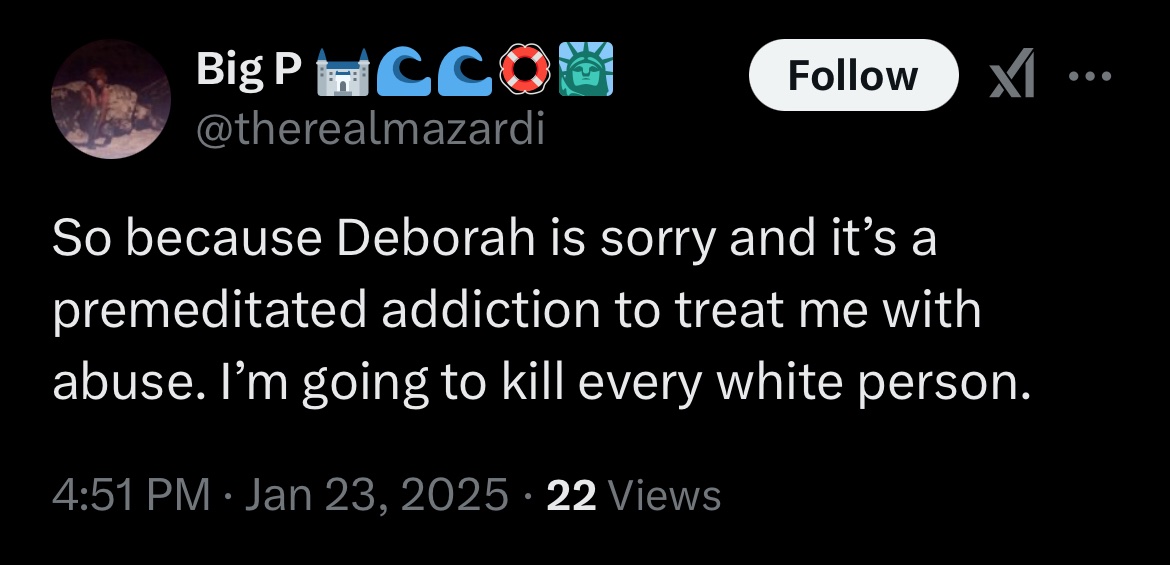 Big P 🏰🌊🌊🛟🗽
Follow
@therealmazardi
So because Deborah is sorry and it’s a
premeditated addiction to treat me with
abuse. I’m going to kill every white person.
4:51 PM · Jan 23, 2025 · 22 Views